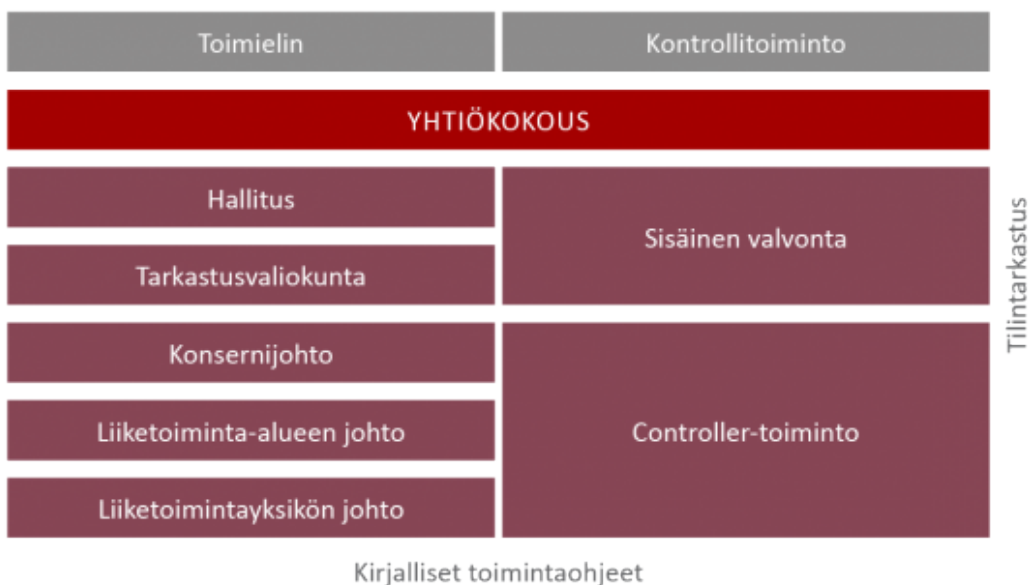 Toimielin
Kontrollitoiminto
YHTIÖKOKOUS
Hallitus
Sisäinen valvonta
Tarkastusvaliokunta
Konsernijohto
Liiketoiminta-alueen johto
Controller-toiminto
Liiketoimintayksikön johto
Tilintarkastus
Kirjalliset toimintaohjeet